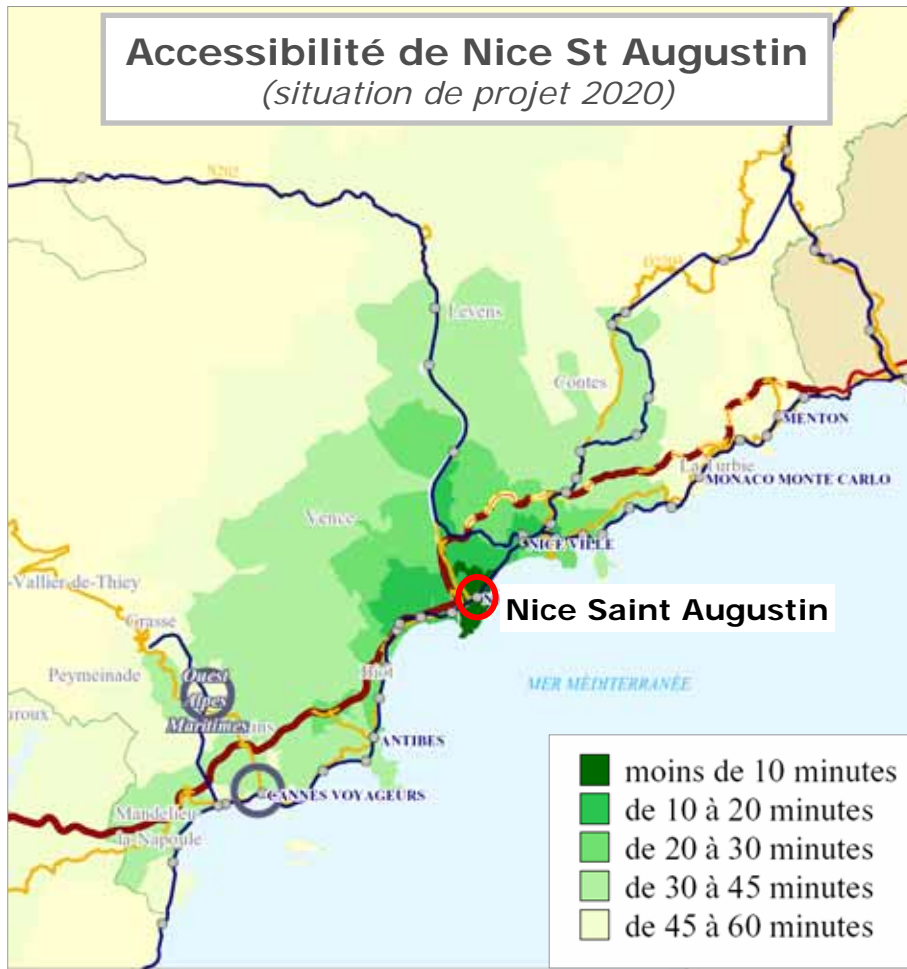 Accessibilité de Nice St Augustin
(situation de projet 2020)
N202
Levens
Contes
MENTON
La Turbie
MONACO MONTE CARLO
Vence
NICE VILLE
Nice Saint Augustin
-Vallier-de-Thiey
Grasse
Peymeinade
Ouest
Alpes
Maritimes
Biot
MER MÉDITERRANÉE
ANTIBES
CANNES VOYAGEURS
Mandelieu
la-Napoule
moins de 10 minutes
de 10 à 20 minutes
de 20 à 30 minutes
de 30 à 45 minutes
de 45 à 60 minutes